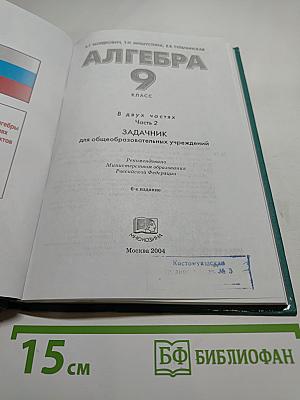 А.Г. МОРДКОВИЧ, Т.Н. МИШУСТИНА, Е.Е. ТУЛЬЧИНСКАЯ
АЛГЕБРА
9
КЛАСС
В двух частях
Часть 2
ЗАДАЧНИК
для общеобразовательных учреждений
Рекомендовано
Министерством образования
Российской Федерации
6-е издание
МНЕМОЗИНА
Москва 2004
№ 3
15 см
БФ БИБЛИОФАН